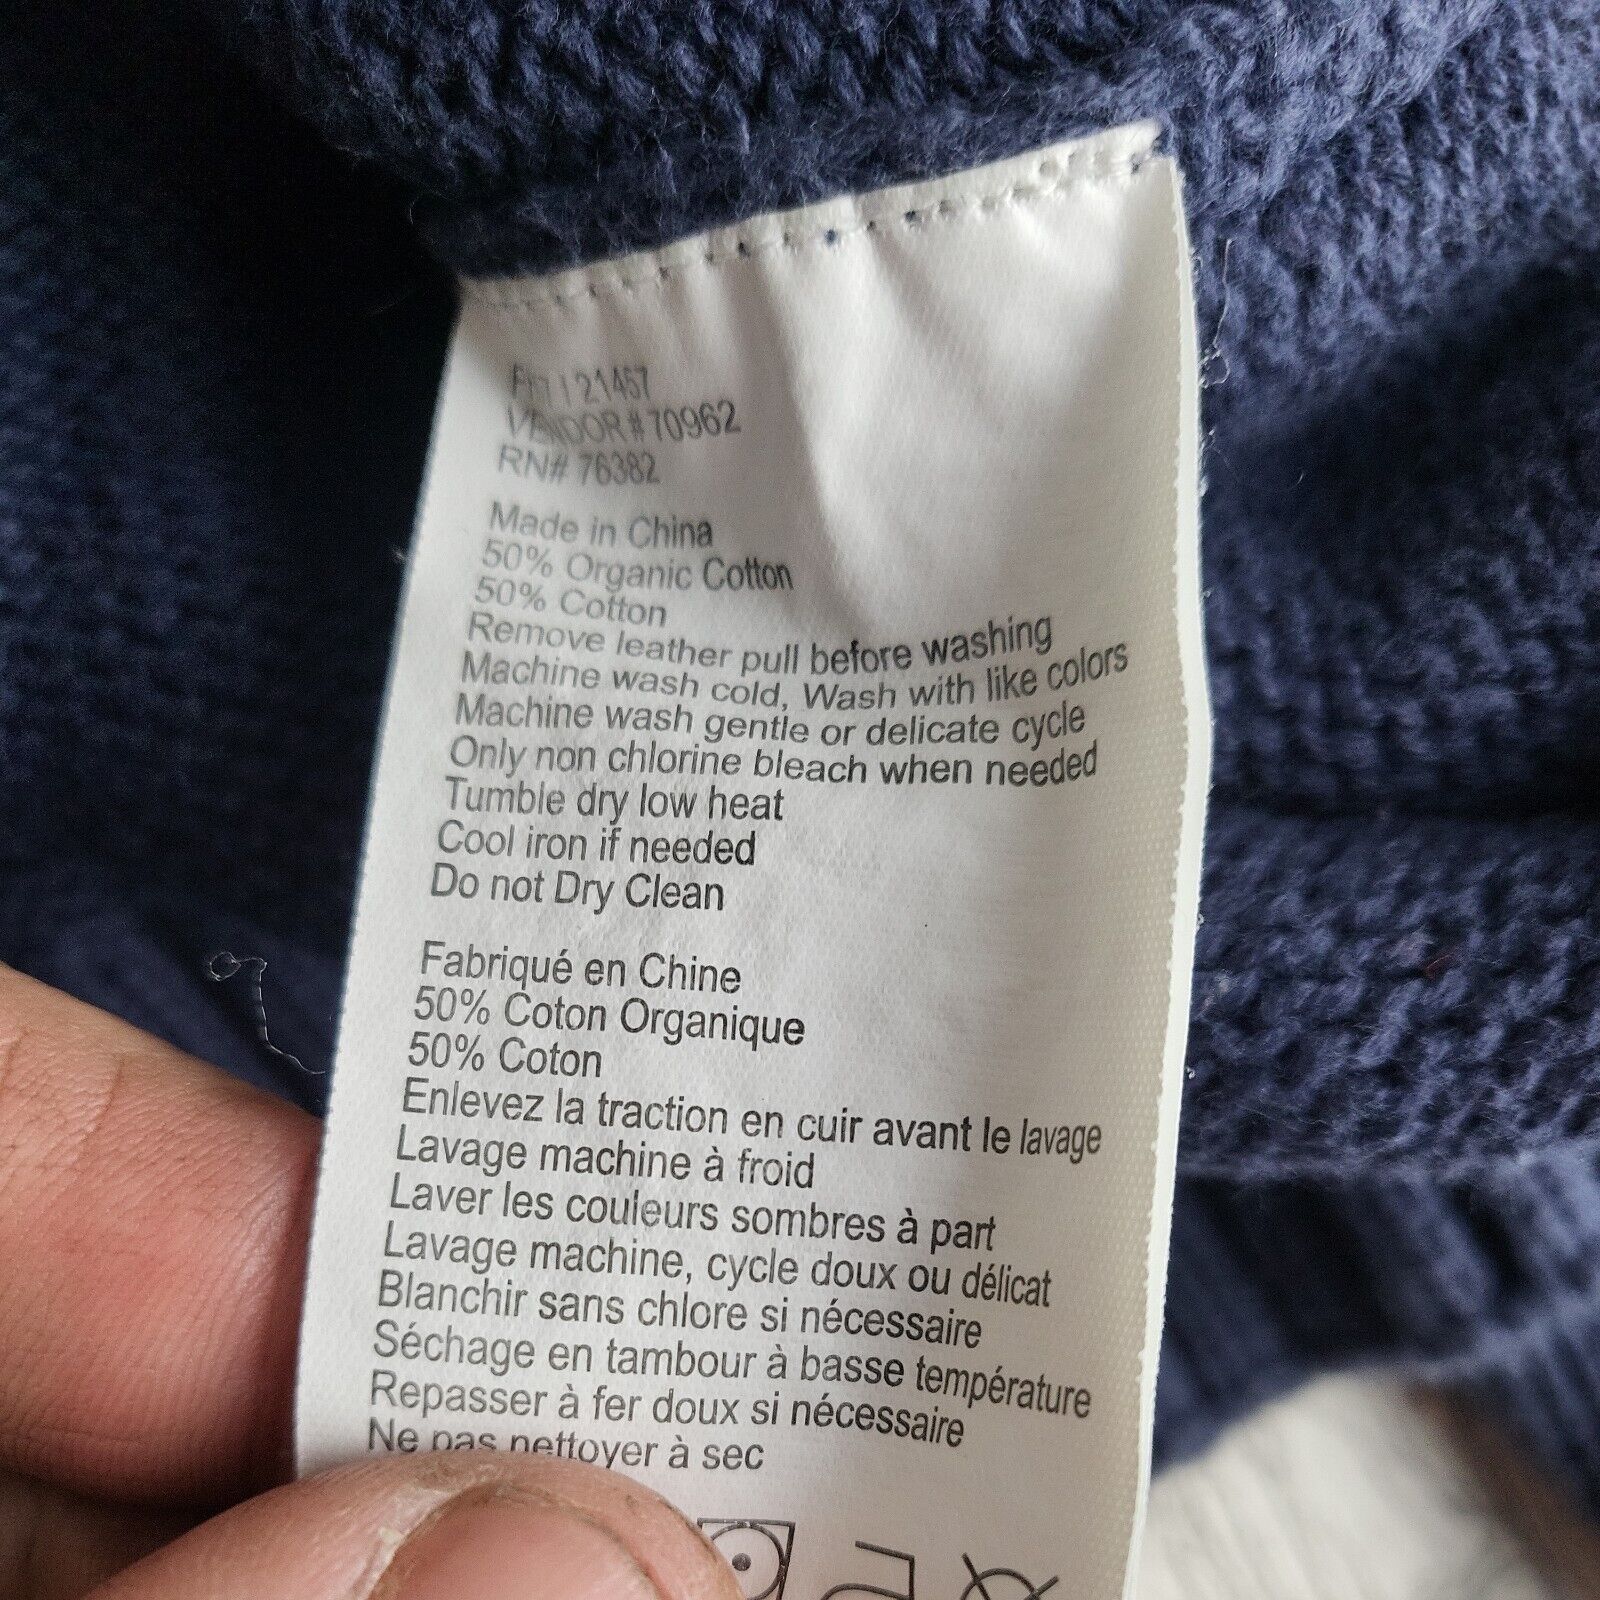 21457
VENDOR # 70962
RN# 76382
Made in China
50% Organic Cotton
50% Cotton
Remove leather pull before washing
Machine wash cold, Wash with like colors
Machine wash gentle or delicate cycle
Only non chlorine bleach when needed
Tumble dry low heat
Cool iron if needed
Do not Dry Clean
Fabriqué en Chine
50% Coton Organique
50% Coton
Enlevez la traction en cuir avant le lavage
Lavage machine à froid
Laver les couleurs sombres à part
Lavage machine, cycle doux ou délicat
Blanchir sans chlore si nécessaire
Séchage en tambour à basse température
Repasser à fer doux si nécessaire
Ne pas nettoyer à sec